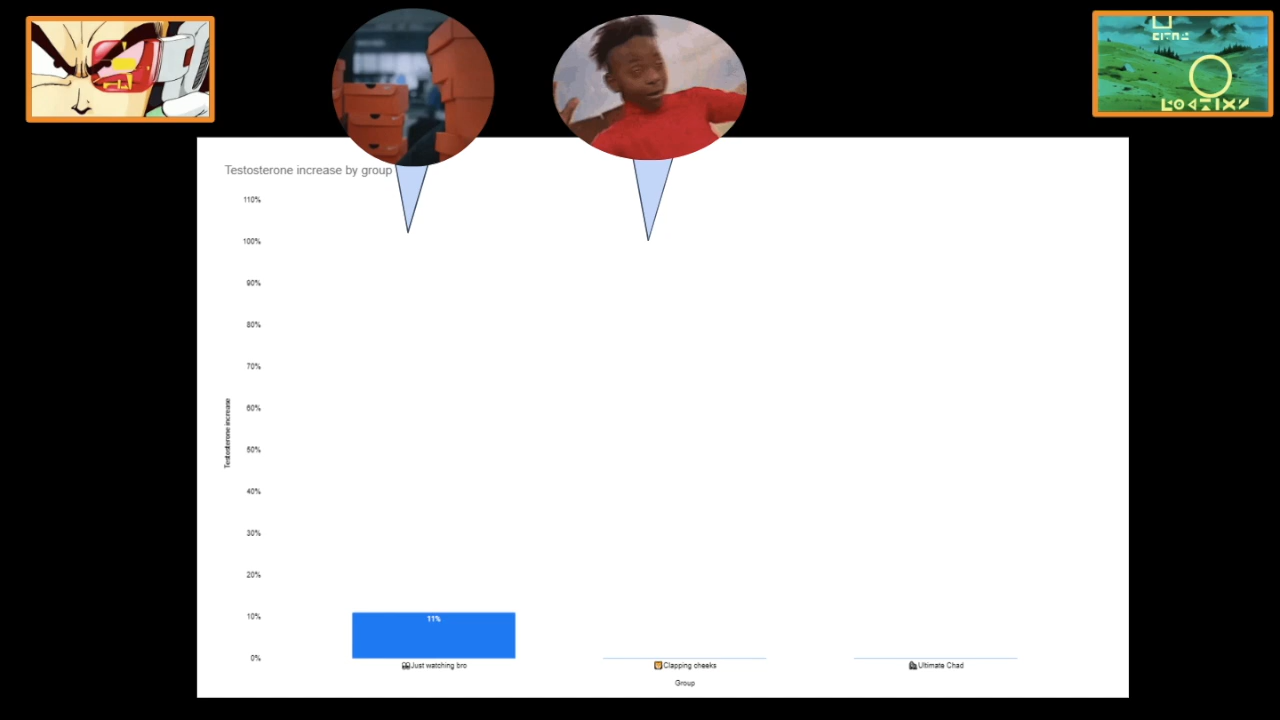 Testosterone increase by group
110%
100%
90%
80%
70%
60%
50%
40%
30%
20%
10%
0%
Testosterone increase
11%
Just watching bro
Clapping cheeks
Ultimate Chad
Group